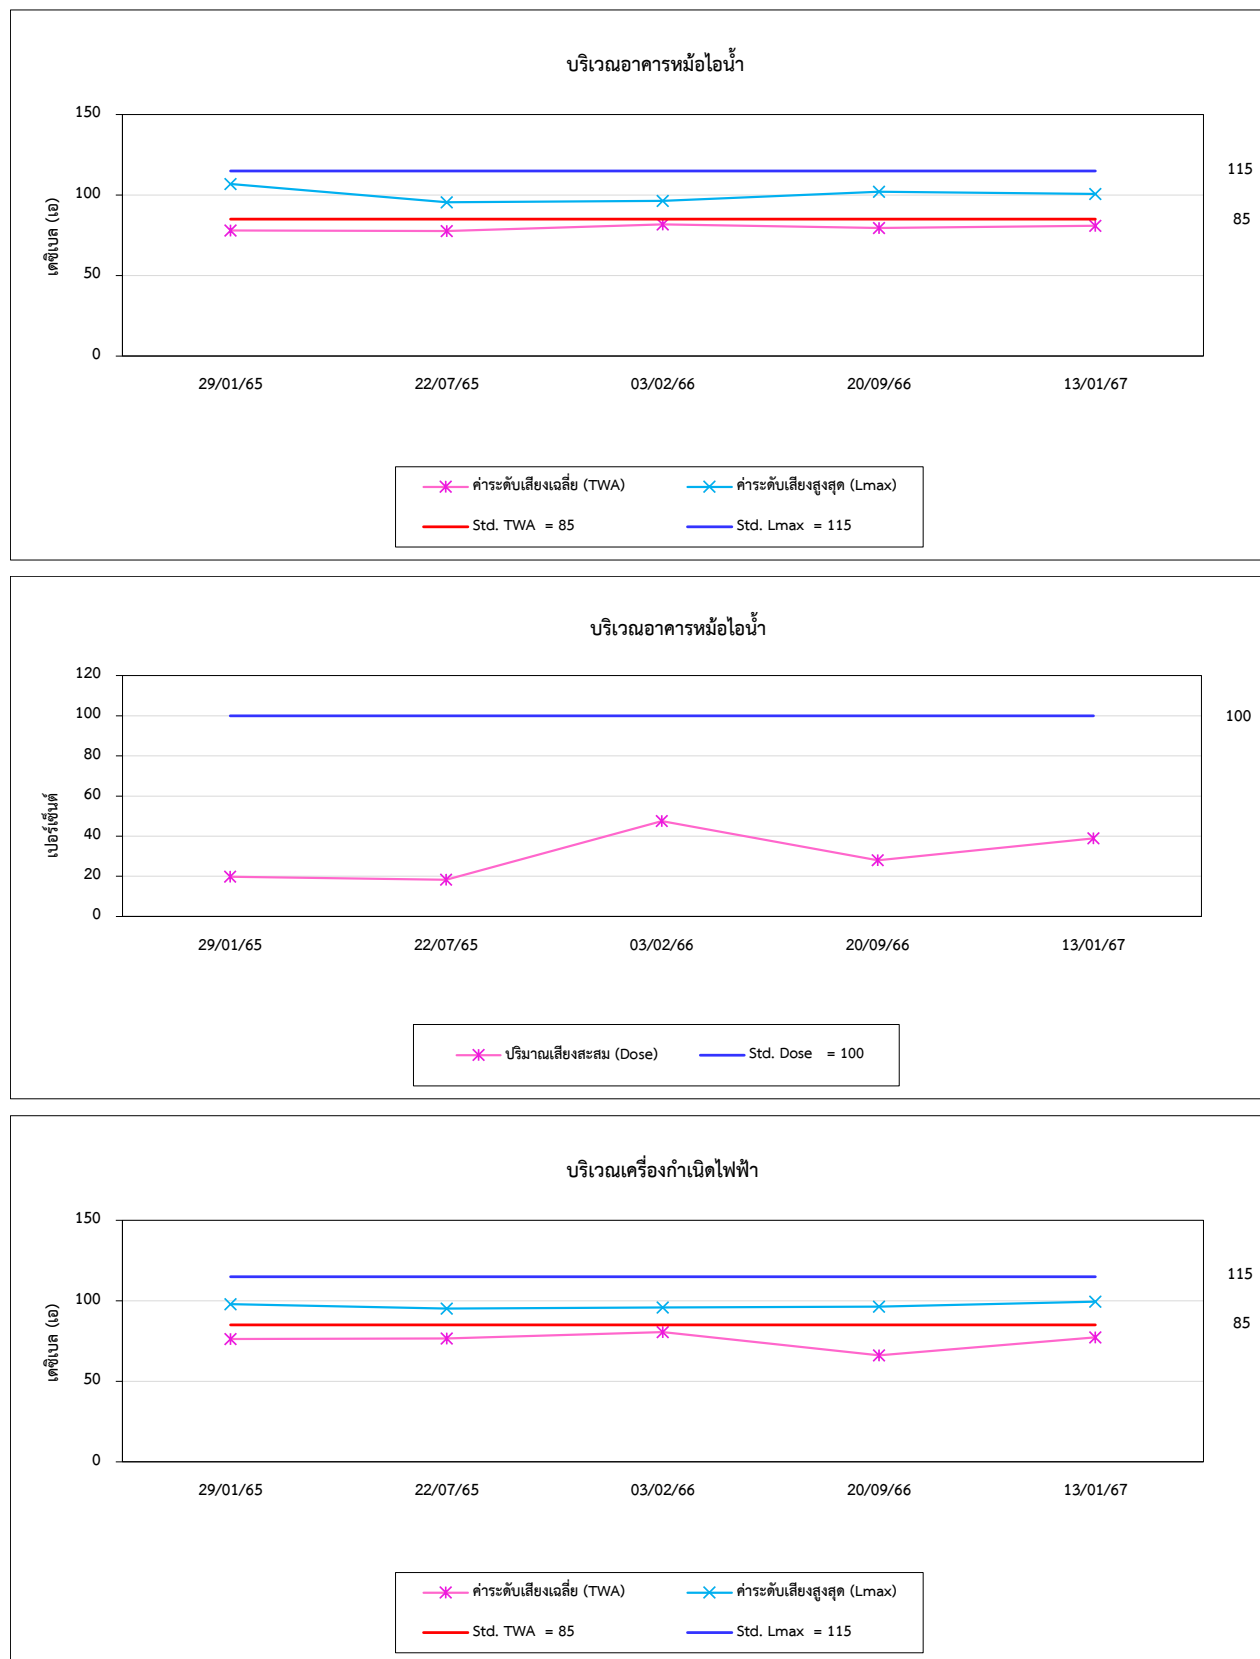 บริเวณอาคารหม้อไอน้ำ
150
100
50
0
เดซิเบล (เอ)
115
85
29/01/65 22/07/65 03/02/66 20/09/66 13/01/67
ค่าระดับเสียงเฉลี่ย (TWA) ค่าระดับเสียงสูงสุด (Lmax)
Std. TWA = 85 Std. Lmax = 115
บริเวณอาคารหม้อไอน้ำ
120
100
80
60
40
20
0
เปอร์เซ็นต์
100
29/01/65 22/07/65 03/02/66 20/09/66 13/01/67
ปริมาณเสียงสะสม (Dose) Std. Dose = 100
บริเวณเครื่องกำเนิดไฟฟ้า
150
100
50
0
เดซิเบล (เอ)
115
85
29/01/65 22/07/65 03/02/66 20/09/66 13/01/67
ค่าระดับเสียงเฉลี่ย (TWA) ค่าระดับเสียงสูงสุด (Lmax)
Std. TWA = 85 Std. Lmax = 115